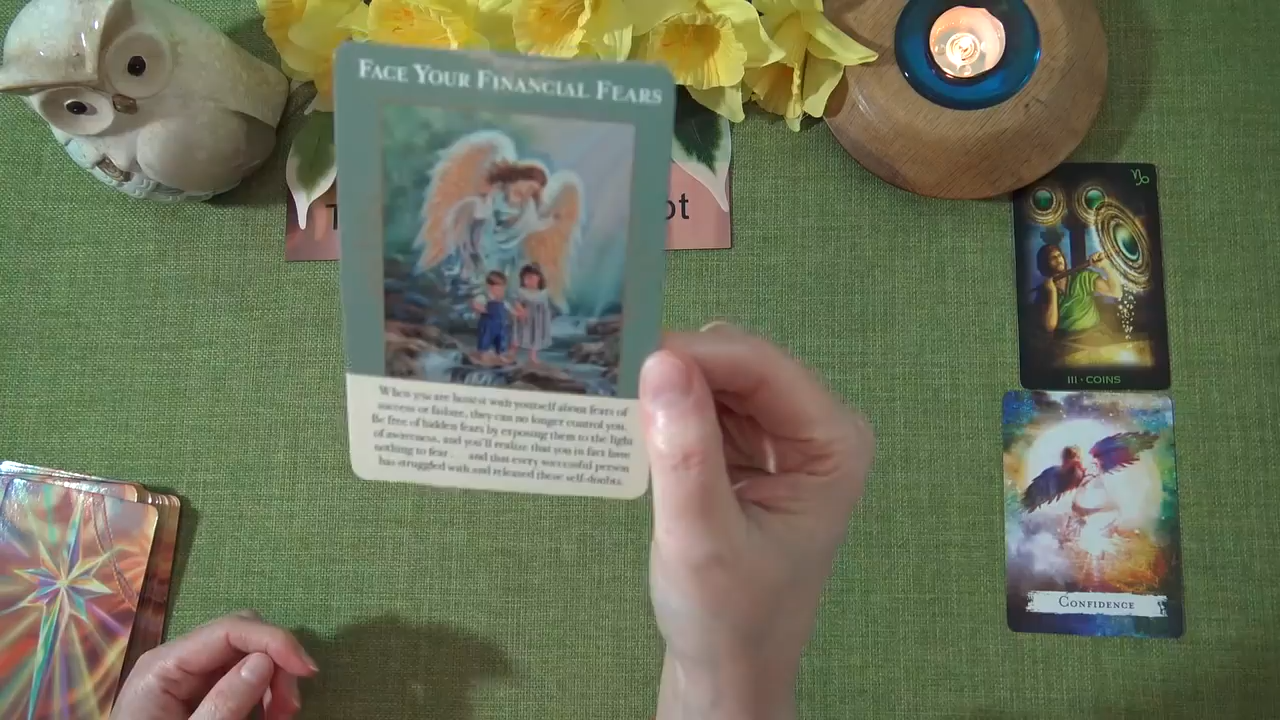 FACE YOUR FINANCIAL FEARS
When you are honest with yourself about fears of
success or failure, they can no longer control you.
Be free of hidden fears by exposing them to the light
of awareness, and you'll realize that you in fact have
nothing to fear . . . and that every successful person
has struggled with and released these self-doubts.
T
ot
III • COINS
CONFIDENCE